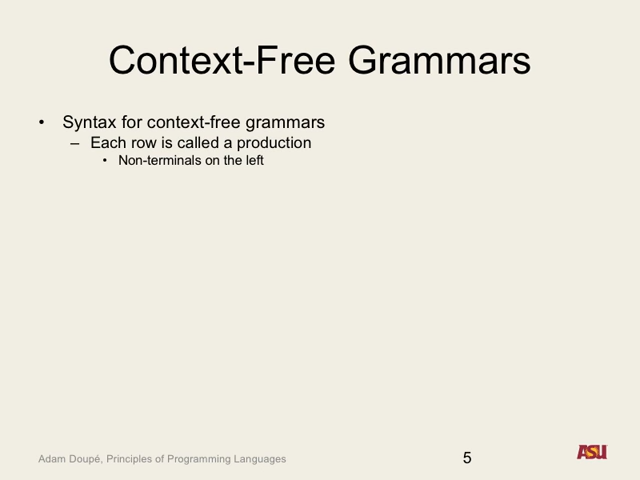 Context-Free Grammars
• Syntax for context-free grammars
– Each row is called a production
• Non-terminals on the left
Adam Doupé, Principles of Programming Languages
5
ASU